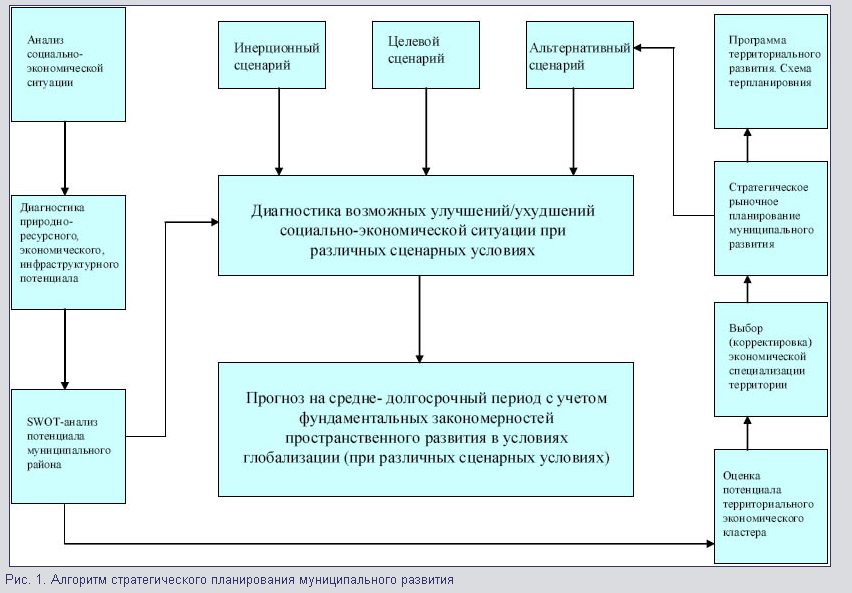 Анализ
социально-
экономической
ситуации
Инерционный
сценарий
Целевой
сценарий
Альтернативный
сценарий
Программа
территориального
развития. Схема
терпланировния
Диагностика
природно-
ресурсного,
экономического,
инфраструктурного
потенциала
Диагностика возможных улучшений/ухудшений
социально-экономической ситуации при
различных сценарных условиях
Стратегическое
рыночное
планирование
муниципального
развития
SWOT-анализ
потенциала
муниципального
района
Прогноз на средне- долгосрочный период с учетом
фундаментальных закономерностей
пространственного развития в условиях
глобализации (при различных сценарных условиях)
Выбор
(корректировка)
экономической
специализации
территории
Оценка
потенциала
территориального
экономического
кластера
Рис. 1. Алгоритм стратегического планирования муниципального развития